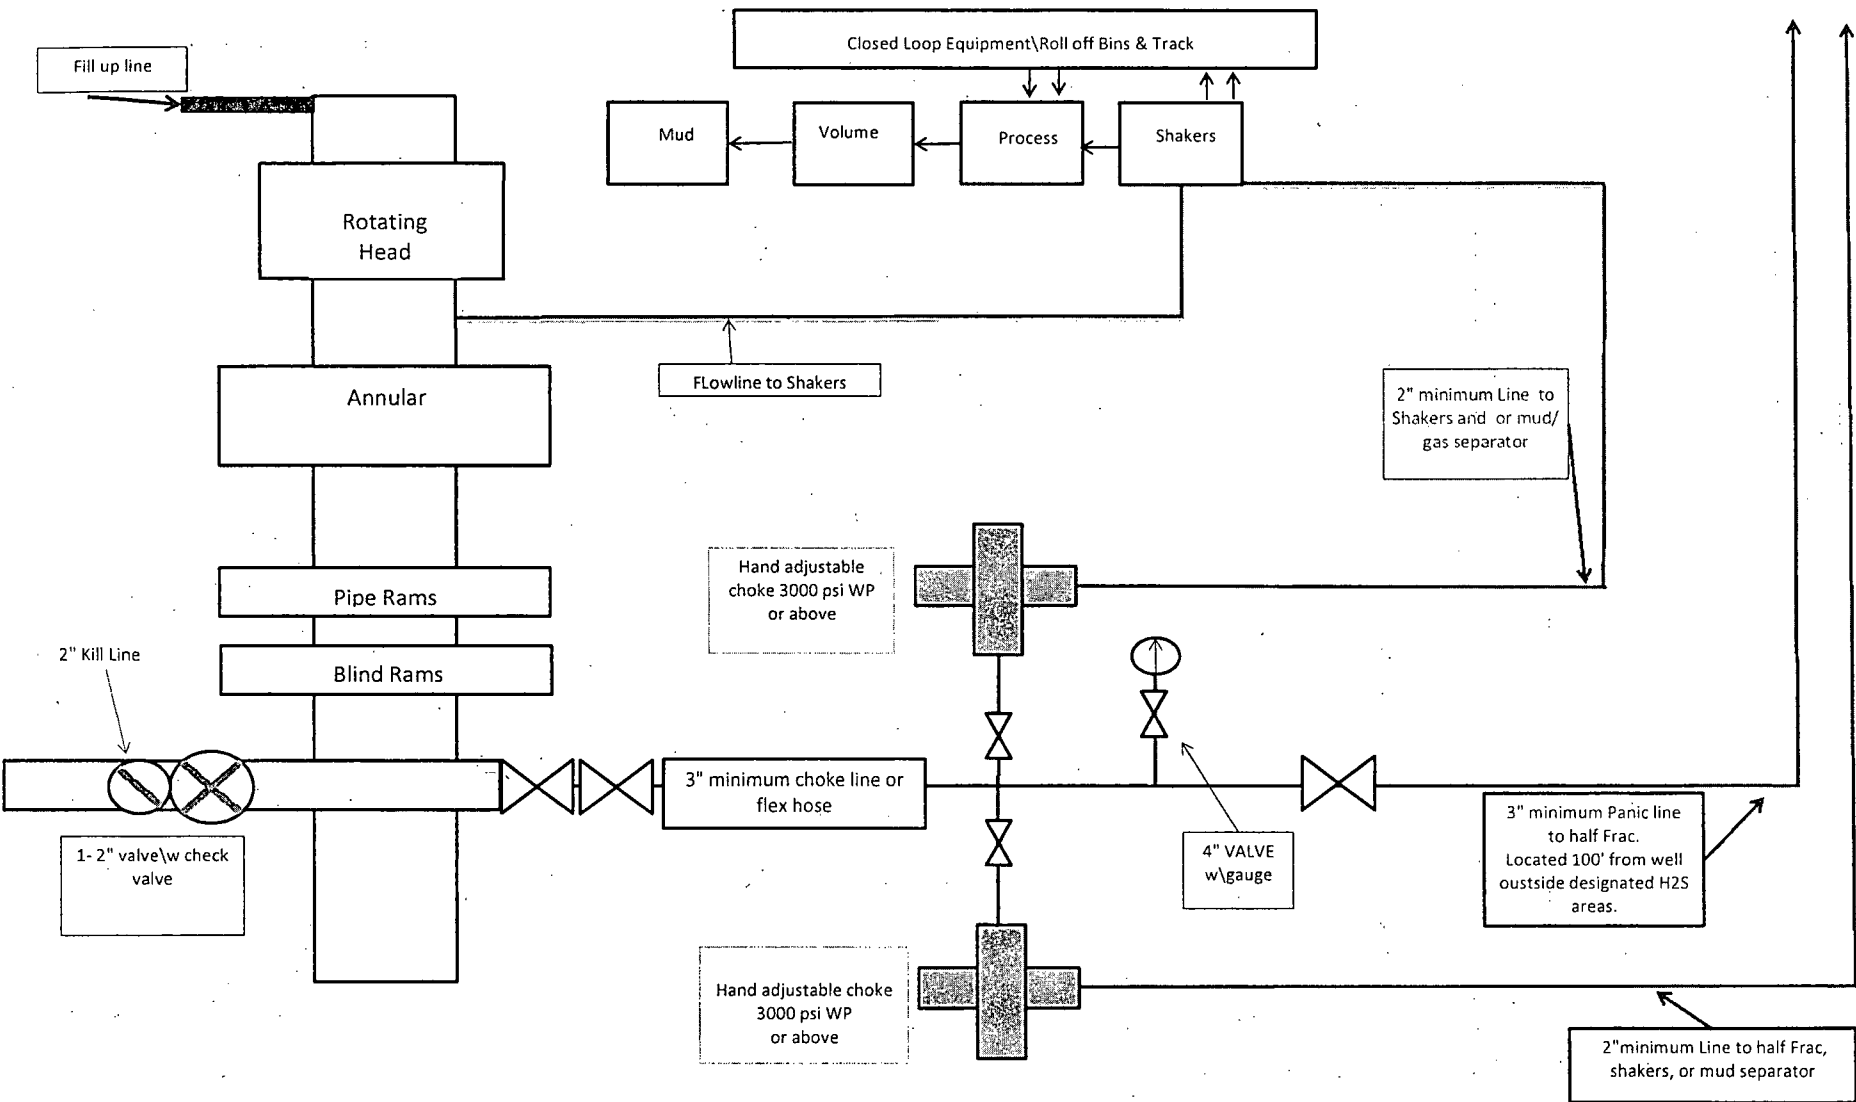 Closed Loop Equipment\Roll off Bins & Track
Fill up line
Mud
Volume
Process
Shakers
Rotating
Head
FLowline to Shakers
Annular
2" minimum Line to
Shakers and or mud/
gas separator
Hand adjustable
choke 3000 psi WP
or above
Pipe Rams
2" Kill Line
Blind Rams
3" minimum choke line or
flex hose
1- 2" valve\w check
valve
4" VALVE
w\gauge
3" minimum Panic line
to half Frac.
Located 100' from well
oustside designated H2S
areas.
Hand adjustable choke
3000 psi WP
or above
2"minimum Line to half Frac,
shakers, or mud separator